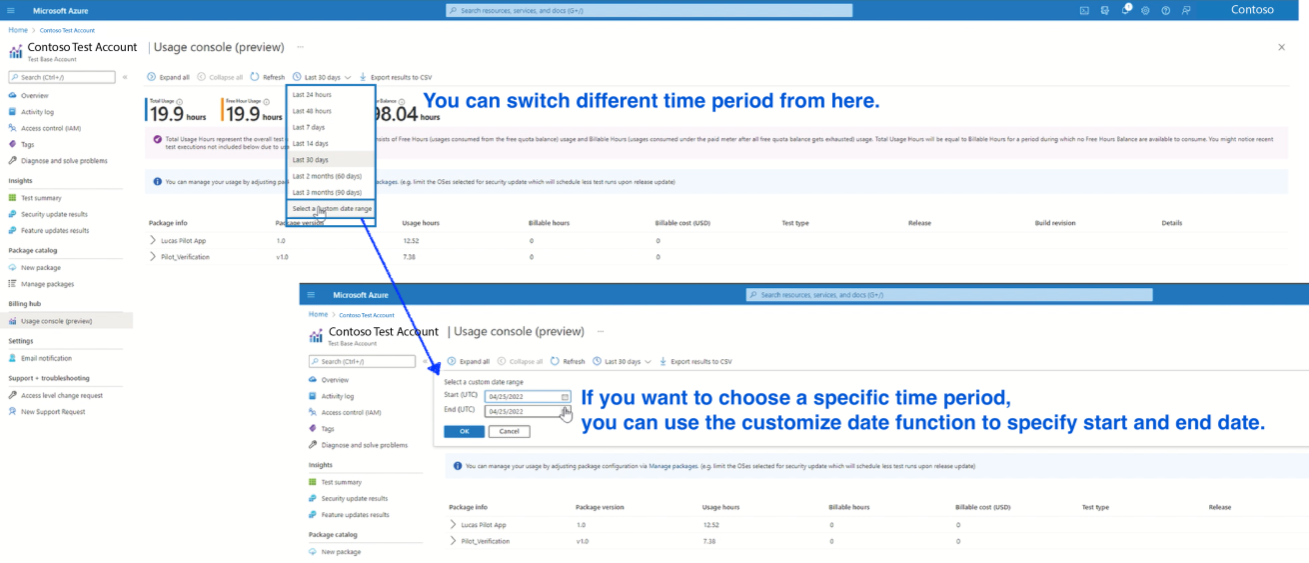 Microsoft Azure
Search resources, services, and docs (G+/)
Contoso
Home > Contoso Test Account
Contoso Test Account | Usage console (preview) ...
Test Base Account
Search (Ctrl+/)
Expand all Collapse all Refresh Last 30 days Export results to CSV
Overview
Activity log
Access control (IAM)
Tags
Diagnose and solve problems
Insights
Test summary
Security update results
Feature updates results
Package catalog
New package
Manage packages
Billing hub
Usage console (preview)
Settings
Email notification
Support + troubleshooting
Access level change request
New Support Request
Total Usage
19.9 hours
Free Hour Usage
19.9 hours
Balance
98.04 hours
Last 24 hours
Last 48 hours
Last 7 days
Last 14 days
Last 30 days
Last 2 months (60 days)
Last 3 months (90 days)
Select a custom date range
You can switch different time period from here.
Total Usage Hours represent the overall test
sists of Free Hours (usages consumed from the free quota balance) usage and Billable Hours (usages consumed under the paid meter after all free quota balance gets exhausted) usage. Total Usage Hours will be equal to Billable Hours for a period during which no Free Hours Balance are available to consume. You might notice recent
test executions not included below due to
You can manage your usage by adjusting
packages. (e.g. limit the OSes selected for security update which will schedule less test runs upon release update)
Package info Package version Usage hours Billable hours Billable cost (USD) Test type Release Build revision Details
Lucas Pilot App 1.0 12.52 0 0
Pilot_Verification v1.0 7.38 0 0
Microsoft Azure
Search resources, services, and docs (G+/)
Home > Contoso Test Account
Contoso Test Account | Usage console (preview) ...
Test Base Account
Search (Ctrl+/)
Expand all Collapse all Refresh Last 30 days Export results to CSV
Overview
Activity log
Access control (IAM)
Tags
Diagnose and solve problems
Insights
Test summary
Security update results
Feature updates results
Package catalog
New package
Select a custom date range
Start (UTC) 04/25/2022
End (UTC) 04/25/2022
OK Cancel
If you want to choose a specific time period,
you can use the customize date function to specify start and end date.
You can manage your usage by adjusting package configuration via Manage packages. (e.g. limit the OSes selected for security update which will schedule less test runs upon release update)
Package info Package version Usage hours Billable hours Billable cost (USD) Test type Release
Lucas Pilot App 1.0 12.52 0 0
Pilot_Verification v1.0 7.38 0 0